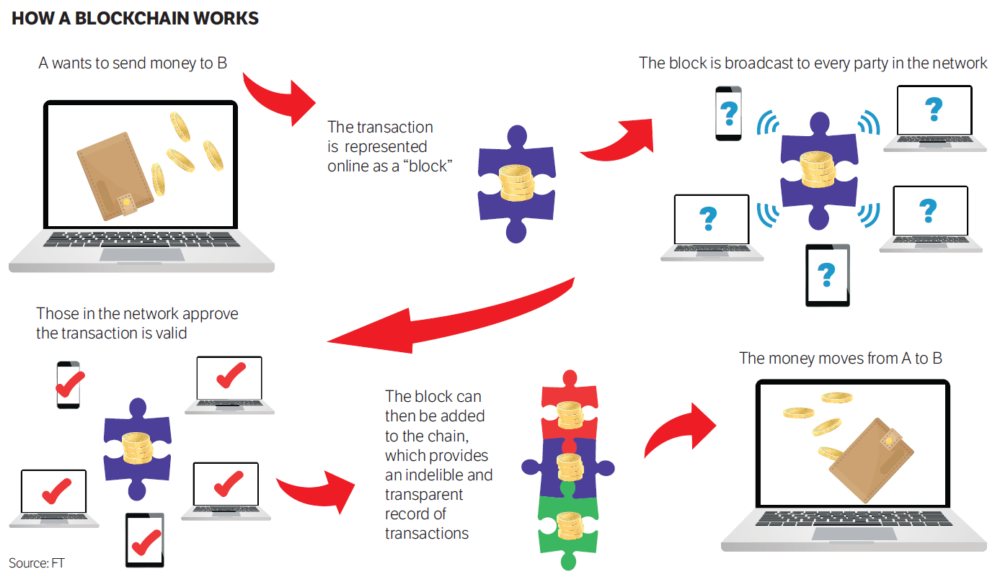 HOW A BLOCKCHAIN WORKS
A wants to send money to B
The transaction
is represented
online as a “block”
The block is broadcast to every party in the network
?
?
?
?
?
Those in the network approve
the transaction is valid
The block can
then be added
to the chain,
which provides
an indelible and
transparent
record of
transactions
The money moves from A to B
Source: FT